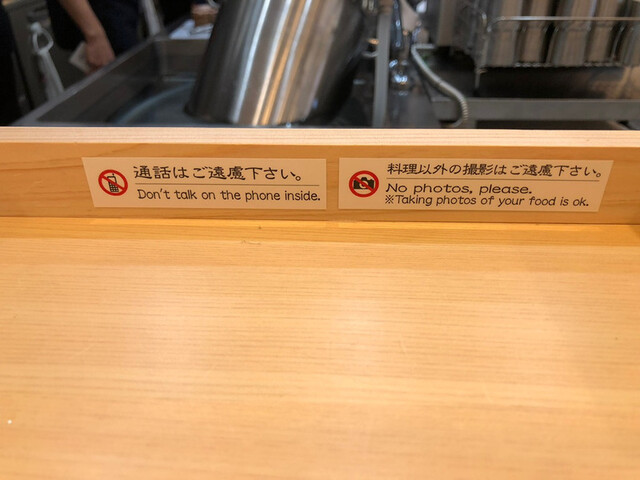 通話はご遠慮下さい。
Don't talk on the phone inside.
料理以外の撮影はご遠慮下さい。
No photos, please.
※Taking photos of your food is ok.